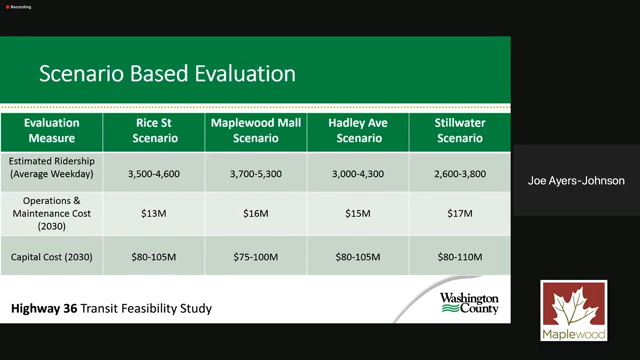 Recording
Scenario Based Evaluation
Evaluation Measure
Rice St Scenario
Maplewood Mall Scenario
Hadley Ave Scenario
Stillwater Scenario
Estimated Ridership (Average Weekday)
3,500-4,600
3,700-5,300
3,000-4,300
2,600-3,800
Operations & Maintenance Cost (2030)
$13M
$16M
$15M
$17M
Capital Cost (2030)
$80-105M
$75-100M
$80-105M
$80-110M
Highway 36 Transit Feasibility Study
Washington
County
Joe Ayers-Johnson
Maplewood